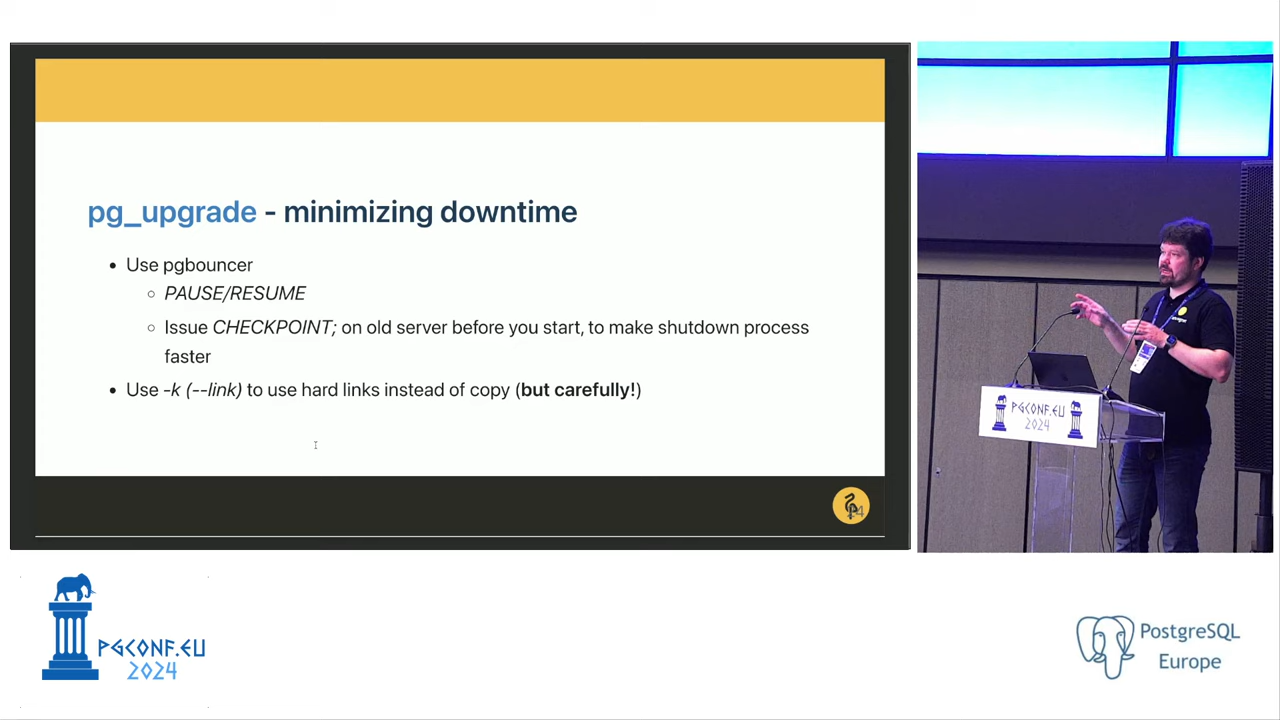 pg_upgrade - minimizing downtime
Use pgbouncer
PAUSE/RESUME
Issue CHECKPOINT; on old server before you start, to make shutdown process
faster
Use -k (--link) to use hard links instead of copy (but carefully!)
PGCONF.EU
2024
PGCONF.EU
2024
PostgreSQL
Europe